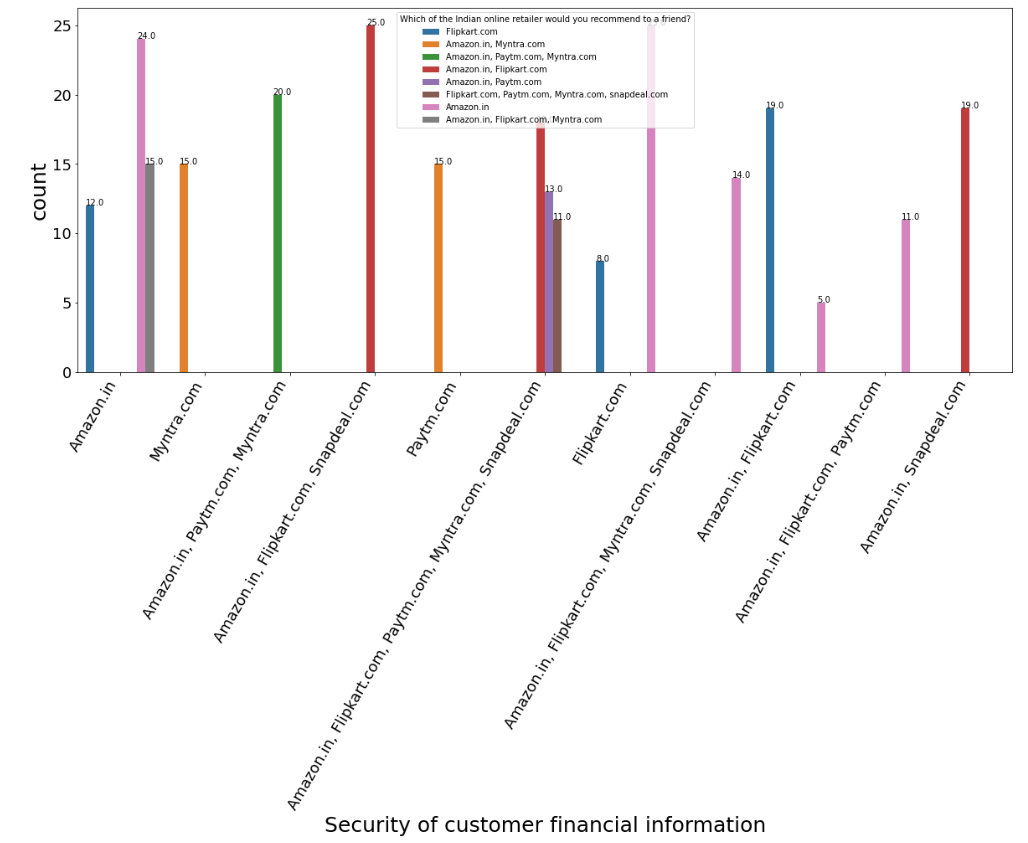 Which of the Indian online retailer would you recommend to a friend?
Flipkart.com
Amazon.in, Myntra.com
Amazon.in, Paytm.com, Myntra.com
Amazon.in, Flipkart.com
Amazon.in, Paytm.com
Flipkart.com, Paytm.com, Myntra.com, snapdeal.com
Amazon.in
Amazon.in, Flipkart.com, Myntra.com
count
25
20
15
10
5
0
12.0
24.0
15.0
15.0
20.0
25.0
15.0
13.0
11.0
8.0
14.0
19.0
5.0
11.0
19.0
Amazon.in
Myntra.com
Amazon.in, Paytm.com, Myntra.com
Amazon.in, Flipkart.com, Snapdeal.com
Paytm.com
Amazon.in, Flipkart.com, Paytm.com, Myntra.com, Snapdeal.com
Flipkart.com
Amazon.in, Flipkart.com, Myntra.com, Snapdeal.com
Amazon.in, Flipkart.com
Amazon.in, Flipkart.com, Paytm.com
Amazon.in, Snapdeal.com
Security of customer financial information